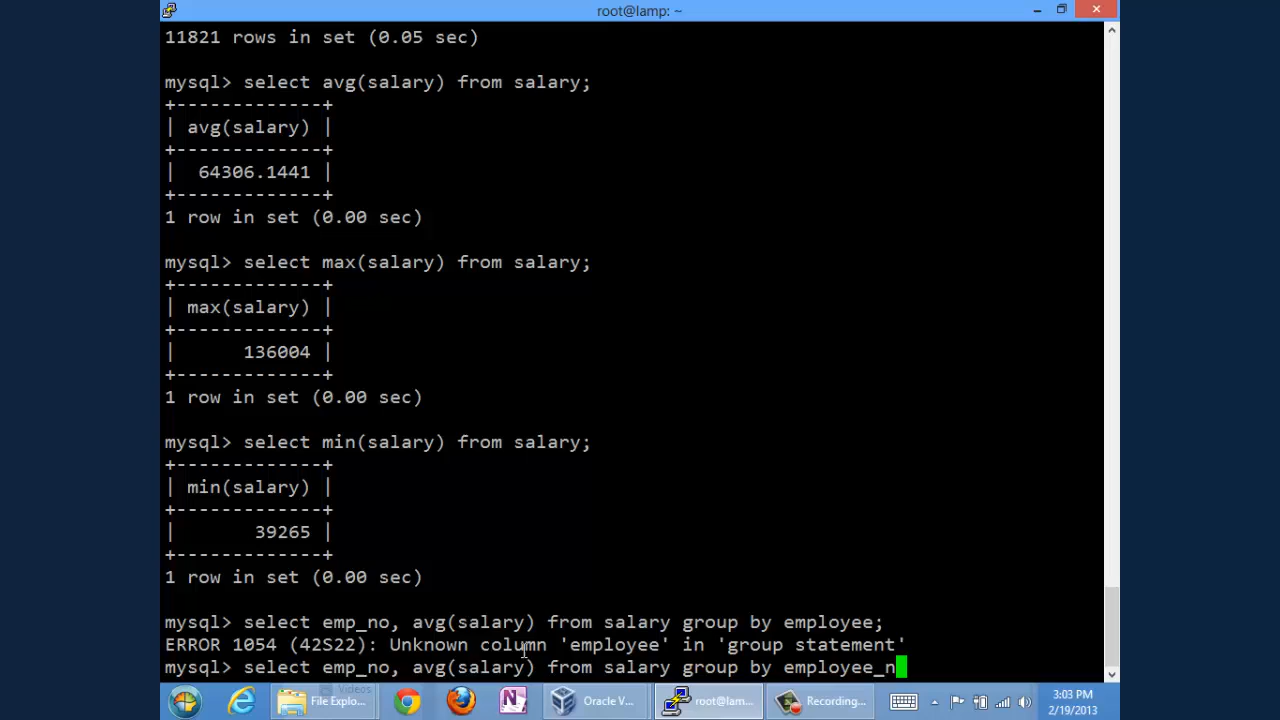 root@lamp: ~
11821 rows in set (0.05 sec)
mysql> select avg(salary) from salary;
+-------------+
| avg(salary) |
+-------------+
| 64306.1441 |
+-------------+
1 row in set (0.00 sec)
mysql> select max(salary) from salary;
+-------------+
| max(salary) |
+-------------+
| 136004 |
+-------------+
1 row in set (0.00 sec)
mysql> select min(salary) from salary;
+-------------+
| min(salary) |
+-------------+
| 39265 |
+-------------+
1 row in set (0.00 sec)
mysql> select emp_no, avg(salary) from salary group by employee;
ERROR 1054 (42S22): Unknown column 'employee' in 'group statement'
mysql> select emp_no, avg(salary) from salary group by employee_n
Videos
File Explo... Oracle V... root@lam... Recording... 3:03 PM
2/19/2013